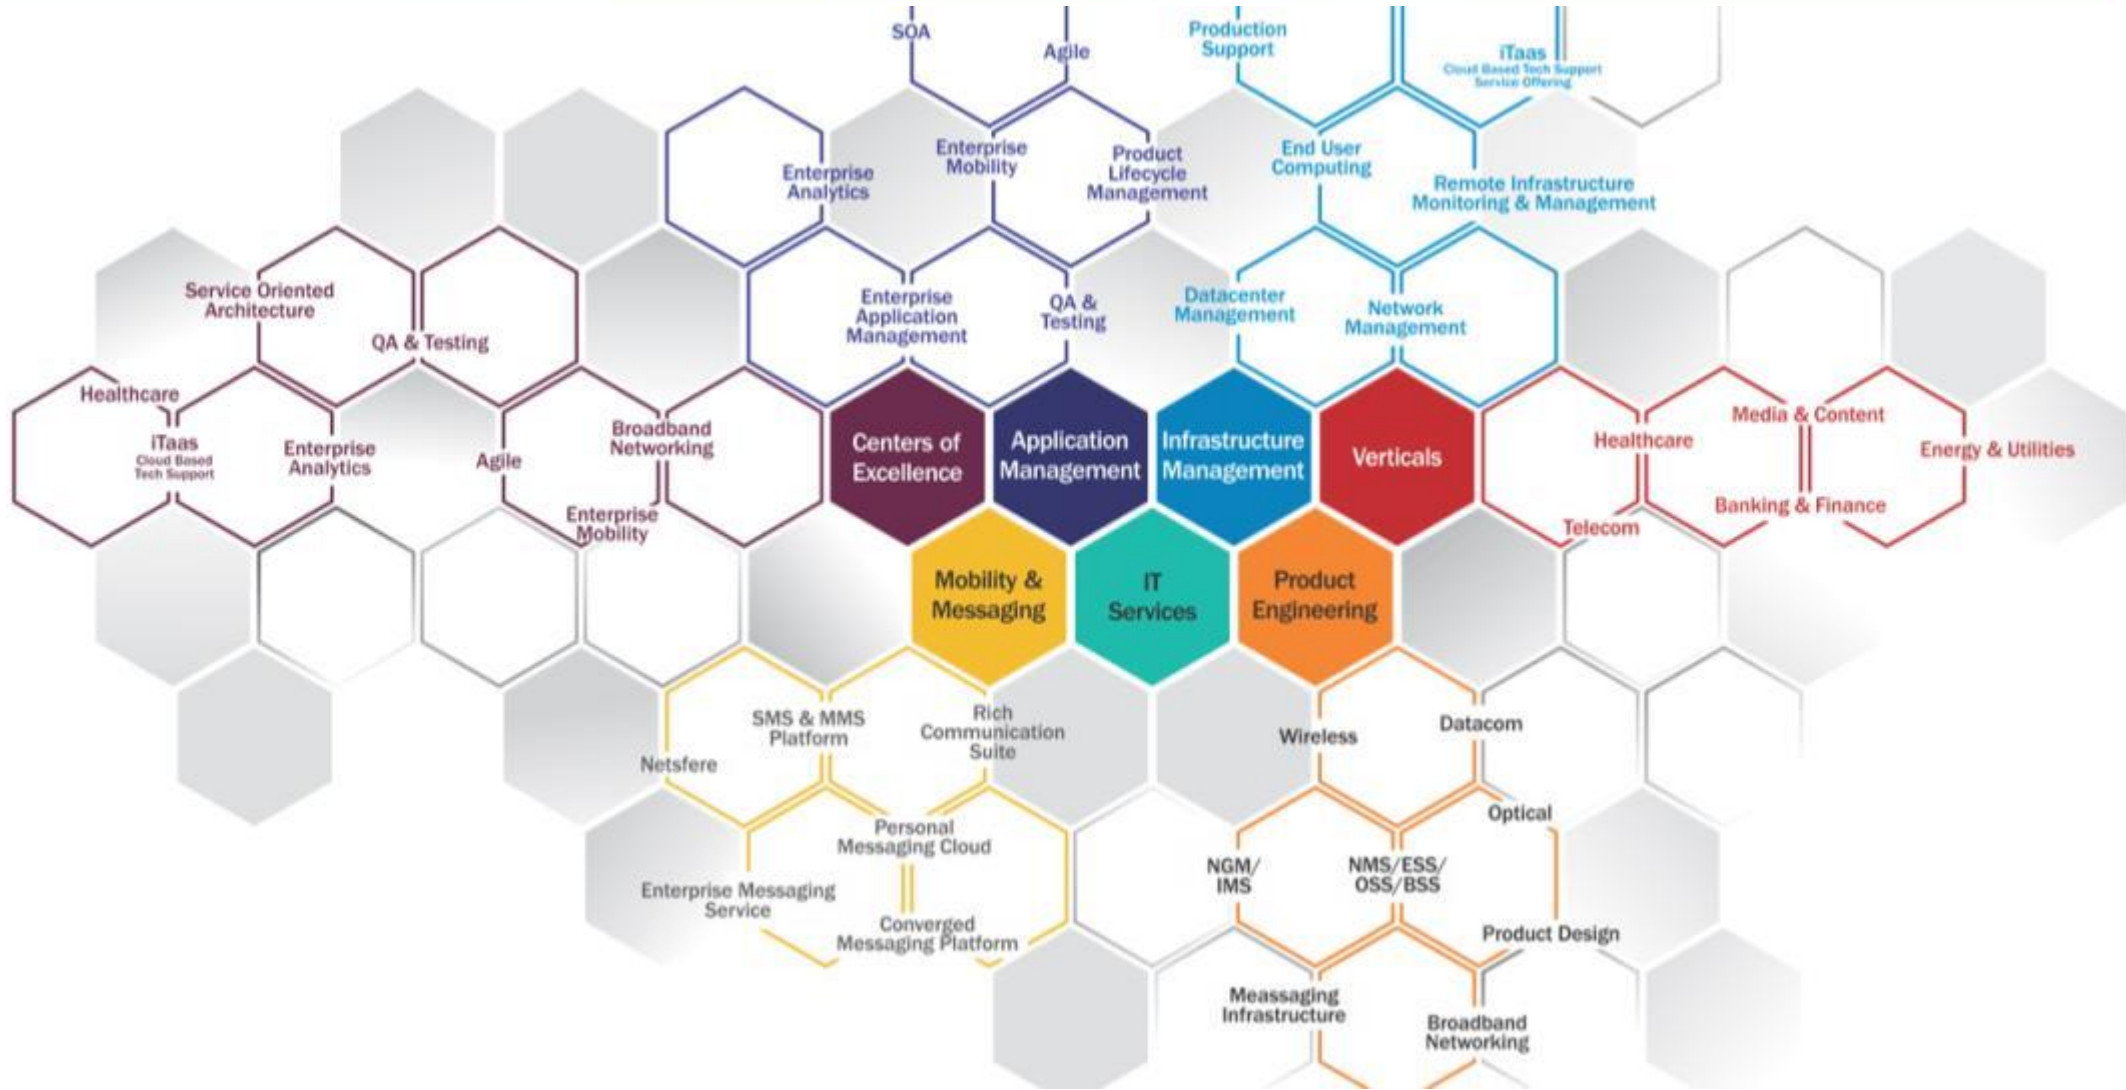 SOA
Agile
Production
Support
iTaas
Cloud Based Tech Support
Service Offering
Enterprise
Analytics
Enterprise
Mobility
Product
Lifecycle
Management
End User
Computing
Remote Infrastructure
Monitoring & Management
Service Oriented
Architecture
QA & Testing
Enterprise
Application
Management
QA &
Testing
Datacenter
Management
Network
Management
Healthcare
iTaas
Cloud Based
Tech Support
Enterprise
Analytics
Agile
Broadband
Networking
Enterprise
Mobility
Centers of
Excellence
Application
Management
Infrastructure
Management
Verticals
Healthcare
Media & Content
Energy & Utilities
Banking & Finance
Telecom
Mobility &
Messaging
IT
Services
Product
Engineering
SMS & MMS
Platform
Rich
Communication
Suite
Netsfere
Wireless
Datacom
Optical
Personal
Messaging Cloud
Enterprise Messaging
Service
Converged
Messaging Platform
NGM/
IMS
NMS/ESS/
OSS/BSS
Product Design
Meassaging
Infrastructure
Broadband
Networking